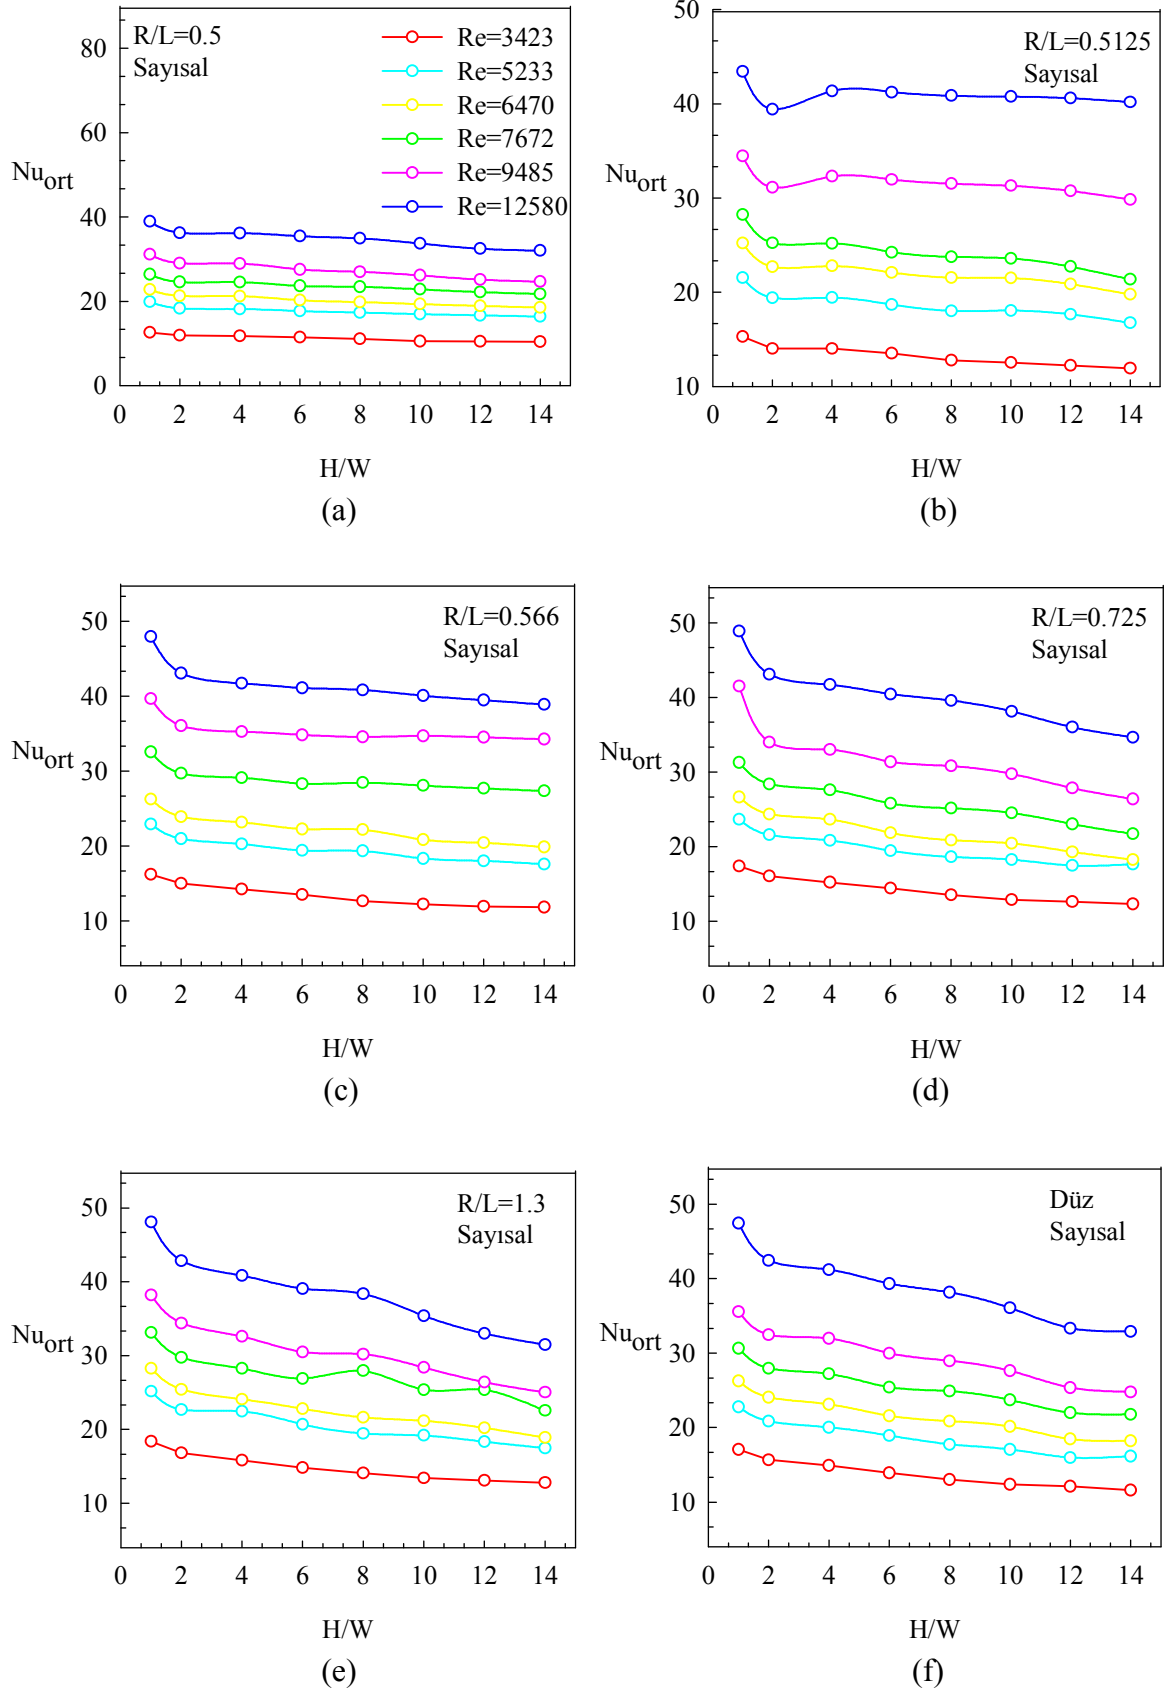 R/L=0.5
Sayısal
Re=3423
Re=5233
Re=6470
Re=7672
Re=9485
Re=12580
80
60
40
20
0
Nuort
0 2 4 6 8 10 12 14
H/W
(a)
R/L=0.5125
Sayısal
50
40
30
20
10
Nuort
0 2 4 6 8 10 12 14
H/W
(b)
R/L=0.566
Sayısal
50
40
30
20
10
Nuort
0 2 4 6 8 10 12 14
H/W
(c)
R/L=0.725
Sayısal
50
40
30
20
10
Nuort
0 2 4 6 8 10 12 14
H/W
(d)
R/L=1.3
Sayısal
50
40
30
20
10
Nuort
0 2 4 6 8 10 12 14
H/W
(e)
Düz
Sayısal
50
40
30
20
10
Nuort
0 2 4 6 8 10 12 14
H/W
(f)